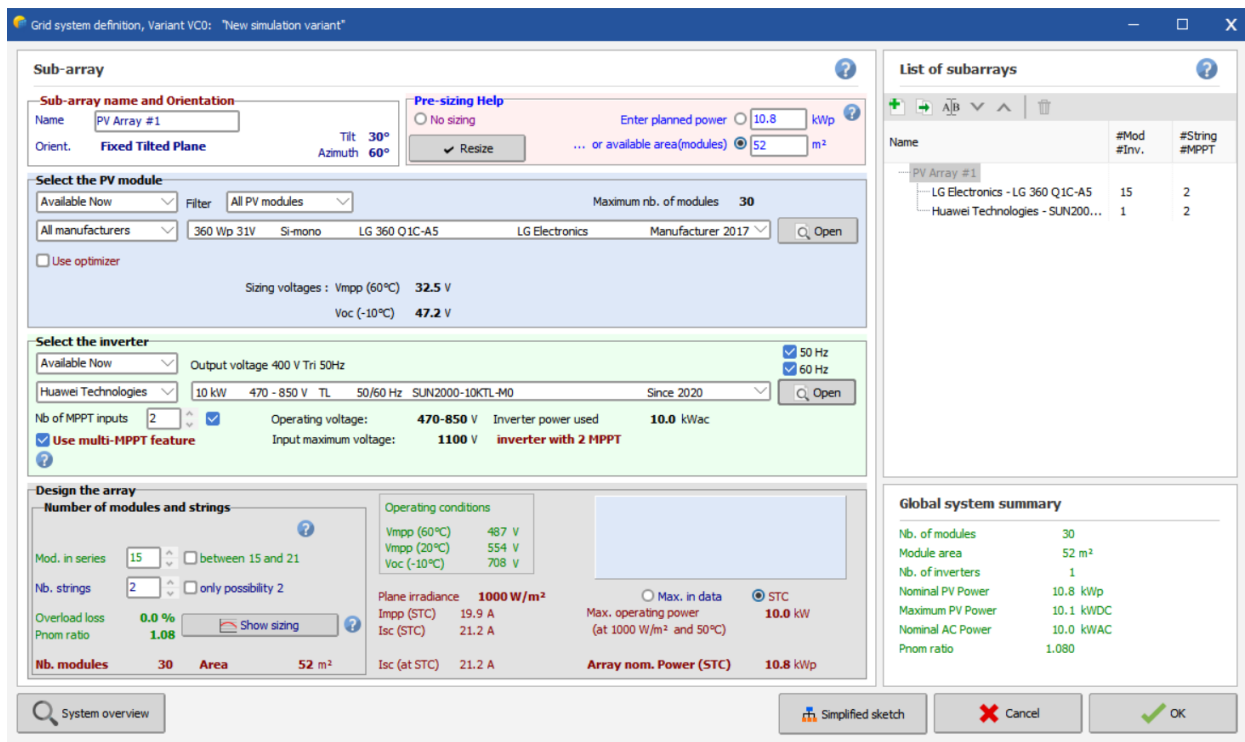 Grid system definition, Variant VC0:   "New simulation variant"
Sub-array
Sub-array name and Orientation
Name   PV Array #1
Orient.   Fixed Tilted Plane
Tilt   30°
Azimuth   60°
Pre-sizing Help
No sizing
Enter planned power   10.8   kWp
Resize
... or available area(modules)   52   m²
Select the PV module
Available Now   Filter   All PV modules
Maximum nb. of modules   30
All manufacturers   360 Wp 31V   Si-mono   LG 360 Q1C-A5   LG Electronics   Manufacturer 2017   Open
Use optimizer
Sizing voltages : Vmpp (60°C)   32.5 V
Voc (-10°C)   47.2 V
Select the inverter
Available Now   Output voltage 400 V Tri 50Hz
50 Hz
60 Hz
Huawei Technologies   10 kW   470 - 850 V   TL   50/60 Hz   SUN2000-10KTL-M0   Since 2020   Open
Nb of MPPT inputs   2   Operating voltage:   470-850 V   Inverter power used   10.0 kWac
Use multi-MPPT feature   Input maximum voltage:   1100 V   inverter with 2 MPPT
Design the array
Number of modules and strings
Mod. in series   15   between 15 and 21
Nb. strings   2   only possibility 2
Overload loss   0.0 %
Pnom ratio   1.08
Show sizing
Nb. modules   30   Area   52 m²
Operating conditions
Vmpp (60°C)   487 V
Vmpp (20°C)   554 V
Voc (-10°C)   708 V
Plane irradiance   1000 W/m²   Max. in data   STC
Impp (STC)   19.9 A   Max. operating power   10.0 kW
Isc (STC)   21.2 A   (at 1000 W/m² and 50°C)
Isc (at STC)   21.2 A   Array nom. Power (STC)   10.8 kWp
List of subarrays
Name   #Mod   #String
#Inv.   #MPPT
PV Array #1
LG Electronics - LG 360 Q1C-A5   15   2
Huawei Technologies - SUN200...   1   2
Global system summary
Nb. of modules   30
Module area   52 m²
Nb. of inverters   1
Nominal PV Power   10.8 kWp
Maximum PV Power   10.1 kWDC
Nominal AC Power   10.0 kWAC
Pnom ratio   1.080
System overview   Simplified sketch   Cancel   OK